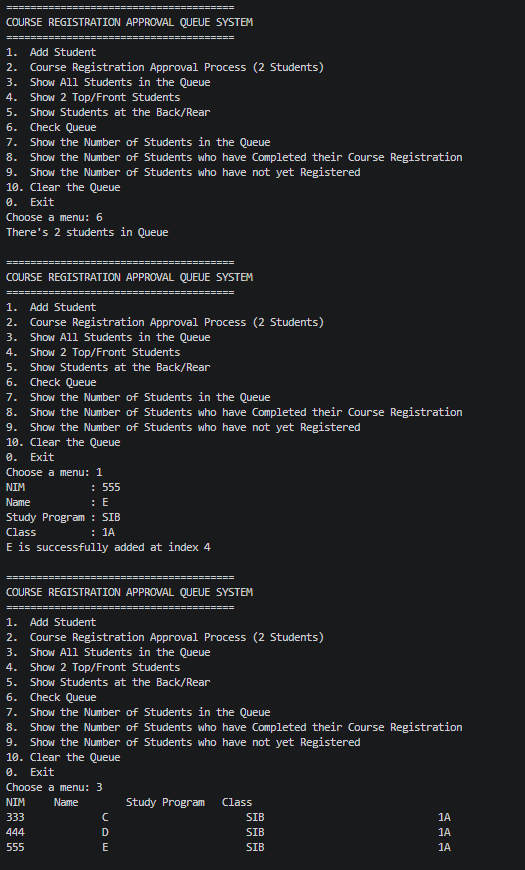 ======================================
COURSE REGISTRATION APPROVAL QUEUE SYSTEM
======================================
1.  Add Student
2.  Course Registration Approval Process (2 Students)
3.  Show All Students in the Queue
4.  Show 2 Top/Front Students
5.  Show Students at the Back/Rear
6.  Check Queue
7.  Show the Number of Students in the Queue
8.  Show the Number of Students who have Completed their Course Registration
9.  Show the Number of Students who have not yet Registered
10. Clear the Queue
0.  Exit
Choose a menu: 6
There's 2 students in Queue

======================================
COURSE REGISTRATION APPROVAL QUEUE SYSTEM
======================================
1.  Add Student
2.  Course Registration Approval Process (2 Students)
3.  Show All Students in the Queue
4.  Show 2 Top/Front Students
5.  Show Students at the Back/Rear
6.  Check Queue
7.  Show the Number of Students in the Queue
8.  Show the Number of Students who have Completed their Course Registration
9.  Show the Number of Students who have not yet Registered
10. Clear the Queue
0.  Exit
Choose a menu: 1
NIM           : 555
Name          : E
Study Program : SIB
Class         : 1A
E is successfully added at index 4

======================================
COURSE REGISTRATION APPROVAL QUEUE SYSTEM
======================================
1.  Add Student
2.  Course Registration Approval Process (2 Students)
3.  Show All Students in the Queue
4.  Show 2 Top/Front Students
5.  Show Students at the Back/Rear
6.  Check Queue
7.  Show the Number of Students in the Queue
8.  Show the Number of Students who have Completed their Course Registration
9.  Show the Number of Students who have not yet Registered
10. Clear the Queue
0.  Exit
Choose a menu: 3
NIM     Name        Study Program   Class
333             C                       SIB                             1A
444             D                       SIB                             1A
555             E                       SIB                             1A